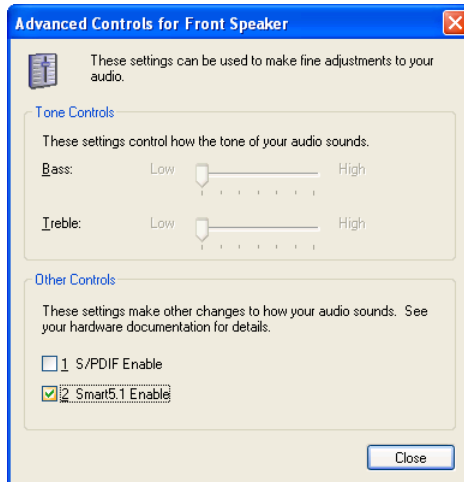 Advanced Controls for Front Speaker
These settings can be used to make fine adjustments to your
audio.
Tone Controls
These settings control how the tone of your audio sounds.
Bass: Low High
Treble: Low High
Other Controls
These settings make other changes to how your audio sounds. See
your hardware documentation for details.
1 S/PDIF Enable
2 Smart5.1 Enable
Close